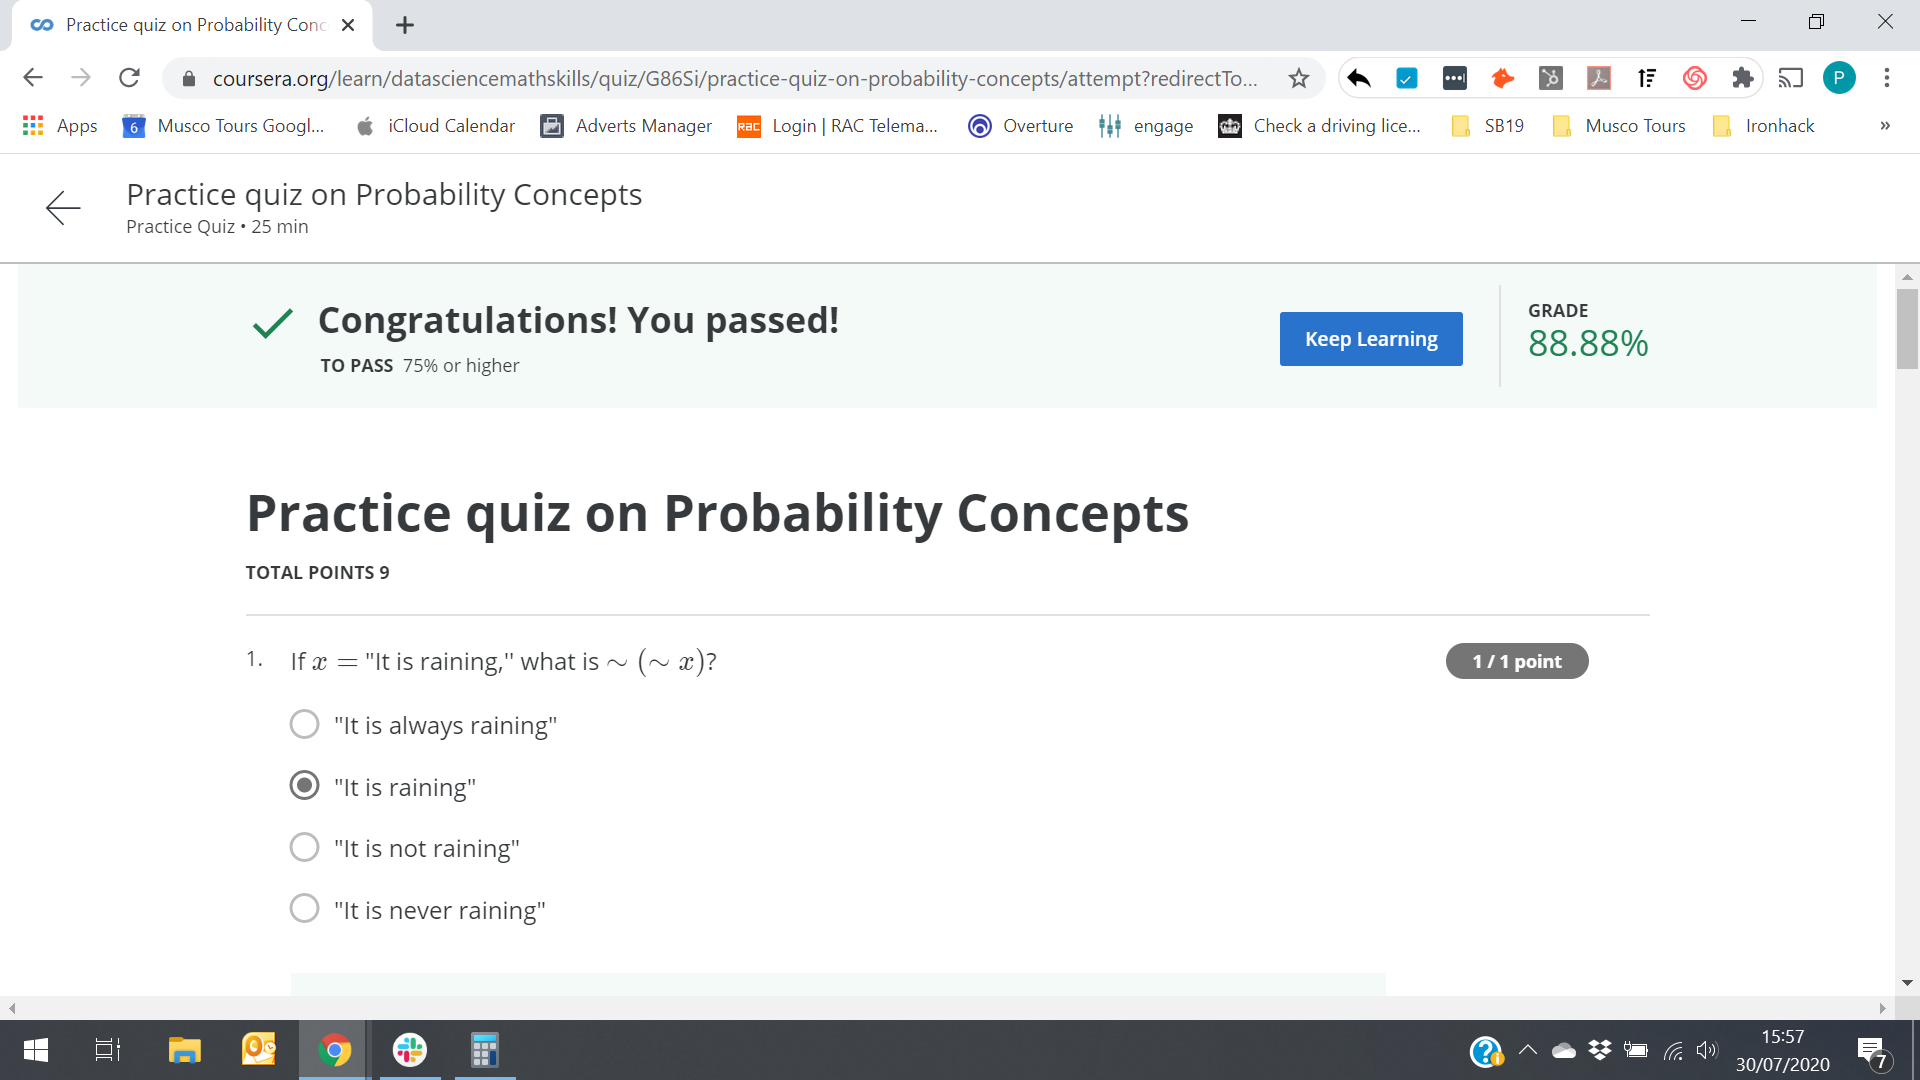 Practice quiz on Probability Conc
coursera.org/learn/datasciencemathskills/quiz/G86Si/practice-quiz-on-probability-concepts/attempt?redirectTo...
P
Apps
6 Musco Tours Googl...
iCloud Calendar
Adverts Manager
RAC Login | RAC Telema...
Overture
engage
Check a driving lice...
SB19
Musco Tours
Ironhack
»
Practice quiz on Probability Concepts
Practice Quiz • 25 min
Congratulations! You passed!
TO PASS 75% or higher
Keep Learning
GRADE
88.88%
Practice quiz on Probability Concepts
TOTAL POINTS 9
1. If x = "It is raining,'' what is ∼ (∼ x)?
1 / 1 point
"It is always raining"
"It is raining"
"It is not raining"
"It is never raining"
15:57
30/07/2020
7